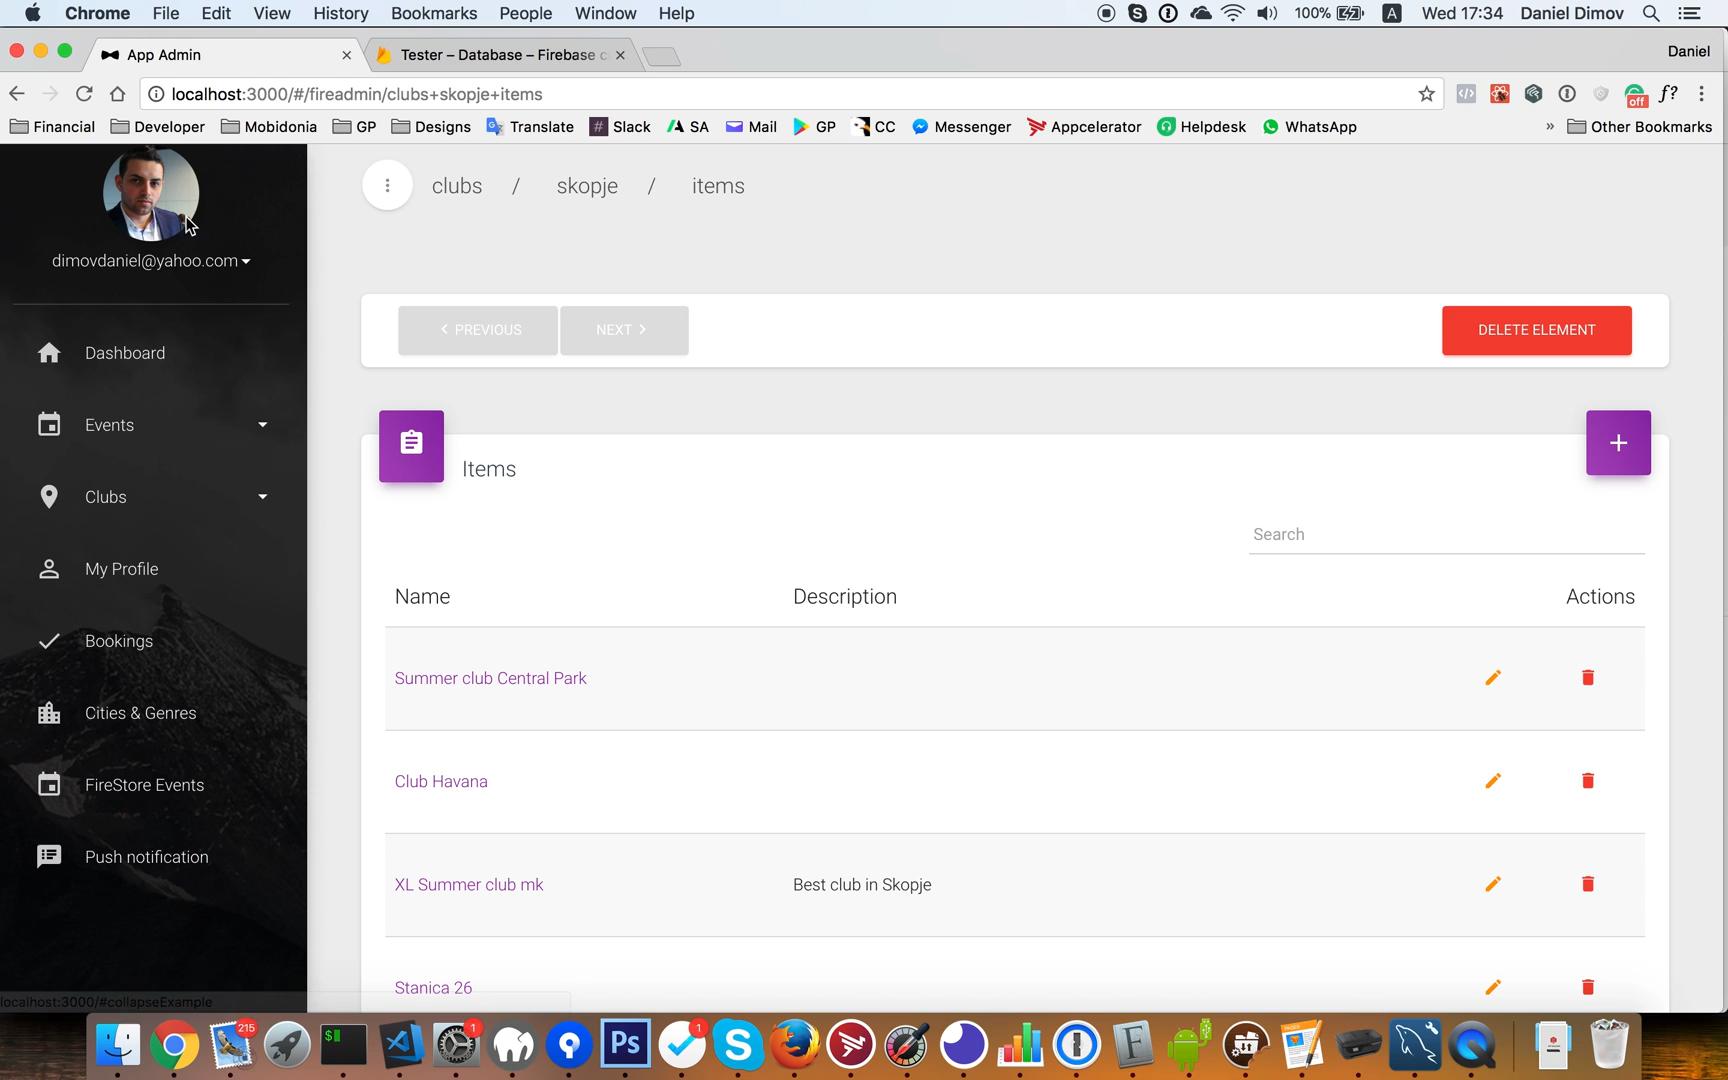 Chrome File Edit View History Bookmarks People Window Help 100% A Wed 17:34 Daniel Dimov
App Admin Tester – Database – Firebase c Daniel
localhost:3000/#/fireadmin/clubs+skopje+items off f?
Financial Developer Mobidonia GP Designs Translate # Slack SA Mail GP CC Messenger Appcelerator Helpdesk WhatsApp » Other Bookmarks
clubs / skopje / items
dimovdaniel@yahoo.com
PREVIOUS NEXT DELETE ELEMENT
Dashboard
Events
Clubs
My Profile
Bookings
Cities & Genres
FireStore Events
Push notification
Items
Search
Name Description Actions
Summer club Central Park
Club Havana
XL Summer club mk Best club in Skopje
Stanica 26
localhost:3000/#collapseExample
215 $ 1 Ps 1 F PAGES